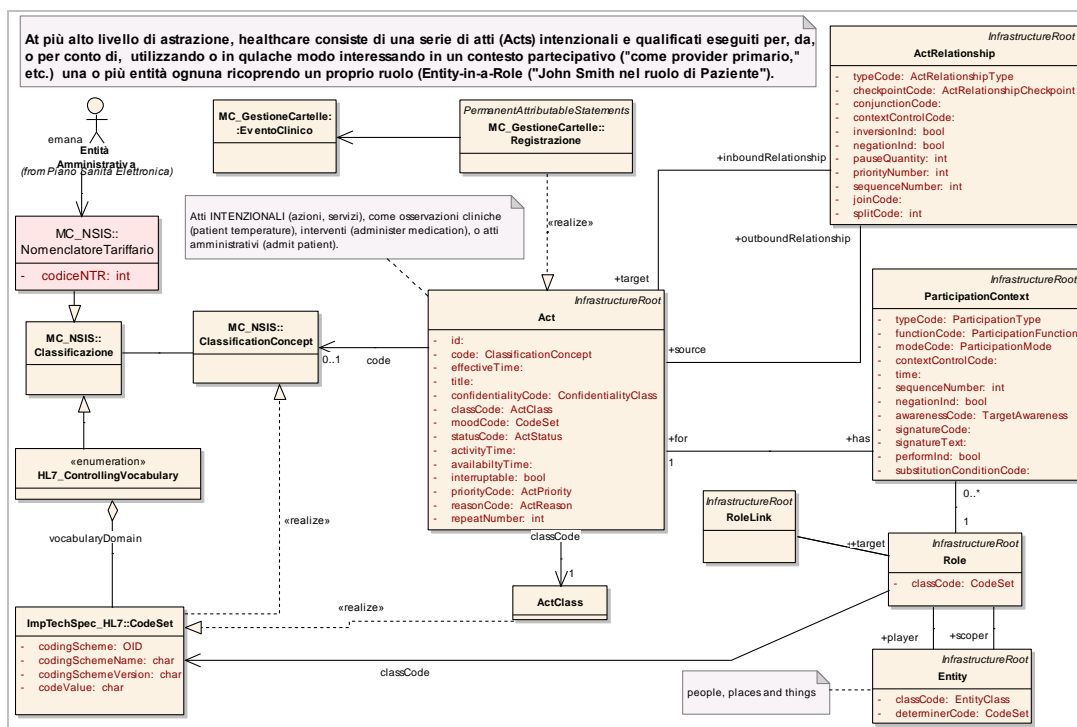 At più alto livello di astrazione, healthcare consiste di una serie di atti (Acts) intenzionali e qualificati eseguiti per, da,
o per conto di, utilizzando o in qulache modo interessando in un contesto partecipativo ("come provider primario,"
etc.) una o più entità ognuna ricoprendo un proprio ruolo (Entity-in-a-Role ("John Smith nel ruolo di Paziente").
InfrastructureRoot
ActRelationship
- typeCode: ActRelationshipType
- checkpointCode: ActRelationshipCheckpoint
- conjunctionCode:
- contextControlCode:
- inversionInd: bool
- negationInd: bool
- pauseQuantity: int
- priorityNumber: int
- sequenceNumber: int
- joinCode:
- splitCode: int
MC_GestioneCartelle:
:EventoClinico
PermanentAttributableStatements
MC_GestioneCartelle::
Registrazione
emana
Entità
Amministrativa
(from Piano Sanità Elettronica)
+inboundRelationship
+outboundRelationship
Atti INTENZIONALI (azioni, servizi), come osservazioni cliniche
(patient temperature), interventi (administer medication), o atti
amministrativi (admit patient).
«realize»
MC_NSIS::
NomenclatoreTariffario
- codiceNTR: int
+target
InfrastructureRoot
Act
- id:
- code: ClassificationConcept
- effectiveTime:
- title:
- confidentialityCode: ConfidentialityClass
- classCode: ActClass
- moodCode: CodeSet
- statusCode: ActStatus
- activityTime:
- availabiltyTime:
- interruptable: bool
- priorityCode: ActPriority
- reasonCode: ActReason
- repeatNumber: int
InfrastructureRoot
ParticipationContext
- typeCode: ParticipationType
- functionCode: ParticipationFunction
- modeCode: ParticipationMode
- contextControlCode:
- time:
- sequenceNumber: int
- negationInd: bool
- awarenessCode: TargetAwareness
- signatureCode:
- signatureText:
- performInd: bool
- substitutionConditionCode:
MC_NSIS::
Classificazione
MC_NSIS::
ClassificationConcept
0..1
code
+source
+for
1
+has
«enumeration»
HL7_ControllingVocabulary
vocabularyDomain
«realize»
0..*
1
InfrastructureRoot
RoleLink
+target
InfrastructureRoot
Role
- classCode: CodeSet
classCode
1
ActClass
«realize»
ImpTechSpec_HL7::CodeSet
- codingScheme: OID
- codingSchemeName: char
- codingSchemeVersion: char
- codeValue: char
classCode
+player
+scoper
InfrastructureRoot
Entity
- classCode: EntityClass
- determinerCode: CodeSet
people, places and things